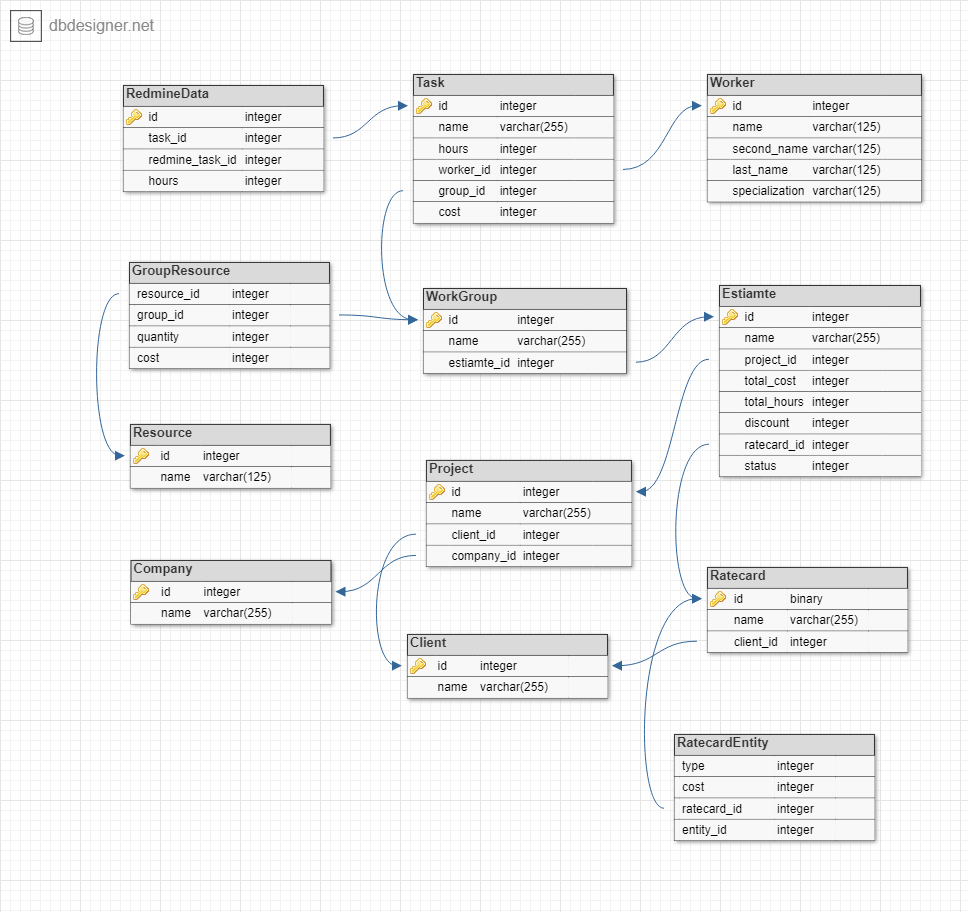 dbdesigner.net
RedmineData
id integer
task_id integer
redmine_task_id integer
hours integer
Task
id integer
name varchar(255)
hours integer
worker_id integer
group_id integer
cost integer
Worker
id integer
name varchar(125)
second_name varchar(125)
last_name varchar(125)
specialization varchar(125)
GroupResource
resource_id integer
group_id integer
quantity integer
cost integer
WorkGroup
id integer
name varchar(255)
estiamte_id integer
Estiamte
id integer
name varchar(255)
project_id integer
total_cost integer
total_hours integer
discount integer
ratecard_id integer
status integer
Resource
id integer
name varchar(125)
Project
id integer
name varchar(255)
client_id integer
company_id integer
Company
id integer
name varchar(255)
Client
id integer
name varchar(255)
Ratecard
id binary
name varchar(255)
client_id integer
RatecardEntity
type integer
cost integer
ratecard_id integer
entity_id integer